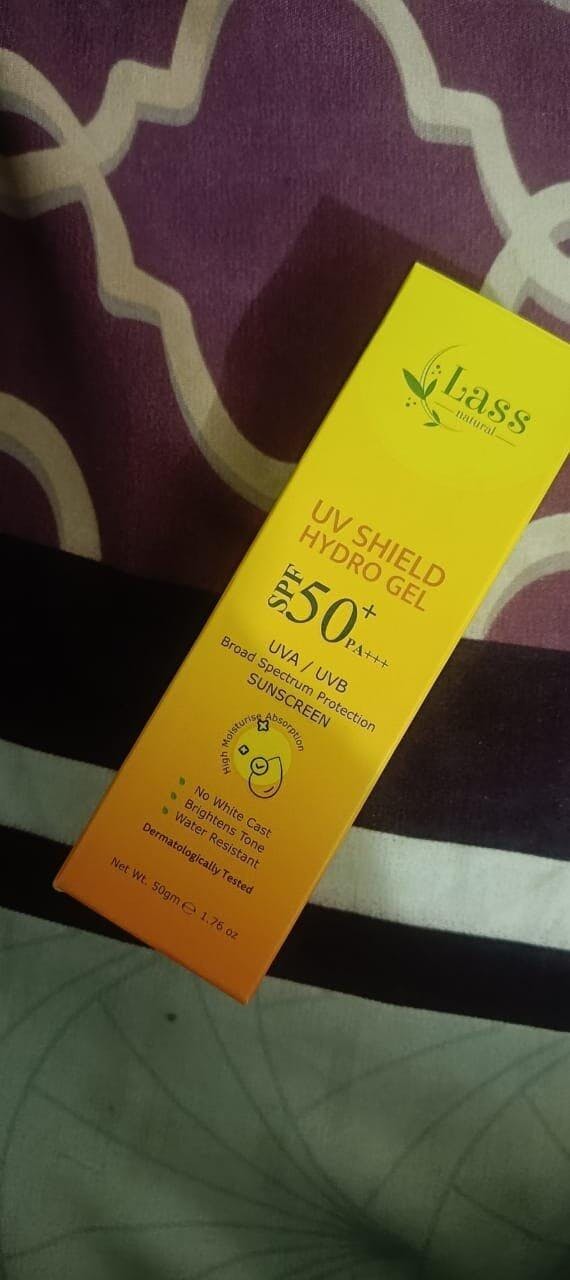 Lass
natural
UV SHIELD
HYDRO GEL
SPF 50+ PA+++
UVA / UVB
Broad Spectrum Protection
SUNSCREEN
High Moisturise Absorption
No White Cast
Brightens Tone
Water Resistant
Dermatologically Tested
Net Wt. 50gm ℮ 1.76 oz